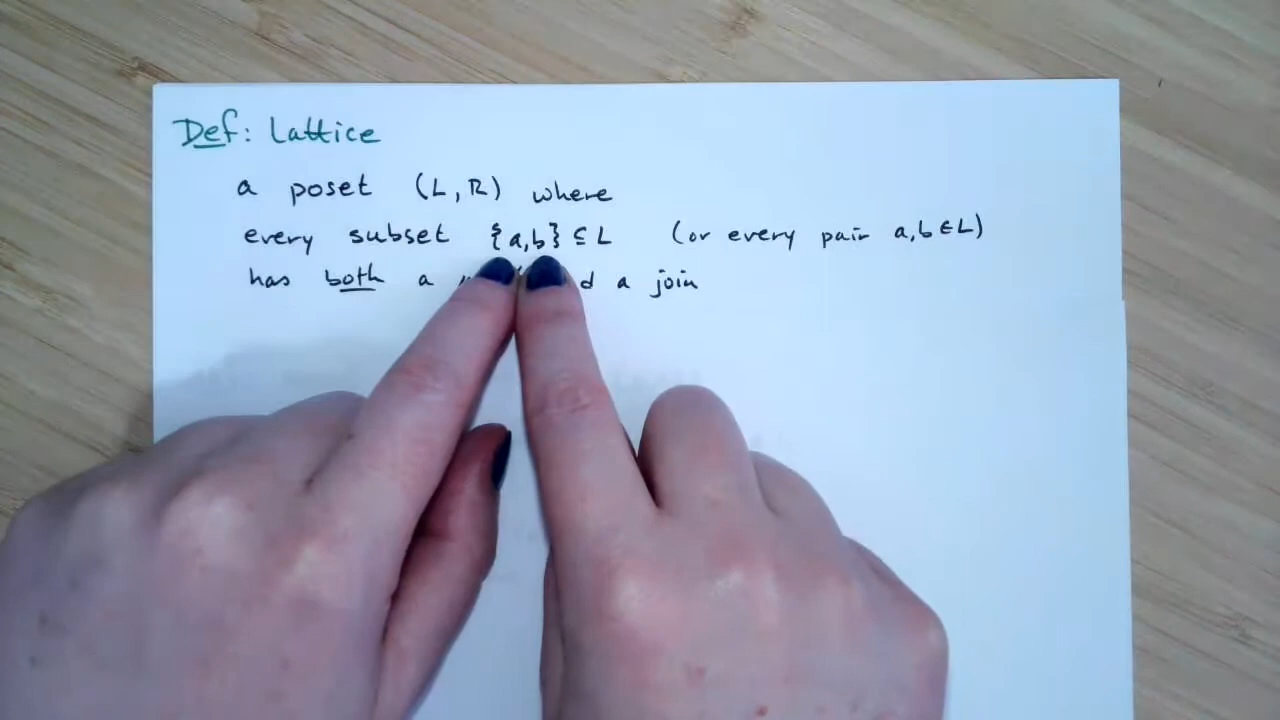 Def: Lattice
a poset (L, R) where
every subset {a,b} ⊆ L (or every pair a,b ∈ L)
has both a a join